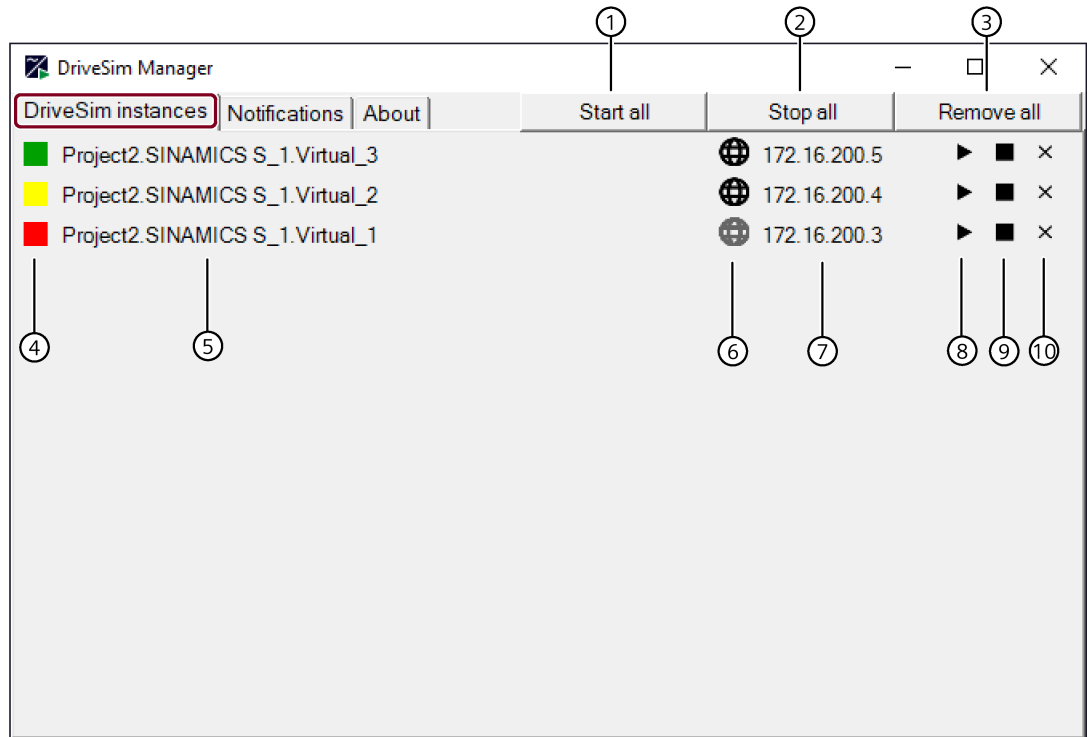 ① ② ③
DriveSim Manager
DriveSim instances Notifications About Start all Stop all Remove all
Project2.SINAMICS S_1.Virtual_3 172.16.200.5
Project2.SINAMICS S_1.Virtual_2 172.16.200.4
Project2.SINAMICS S_1.Virtual_1 172.16.200.3
④ ⑤ ⑥ ⑦ ⑧ ⑨ ⑩